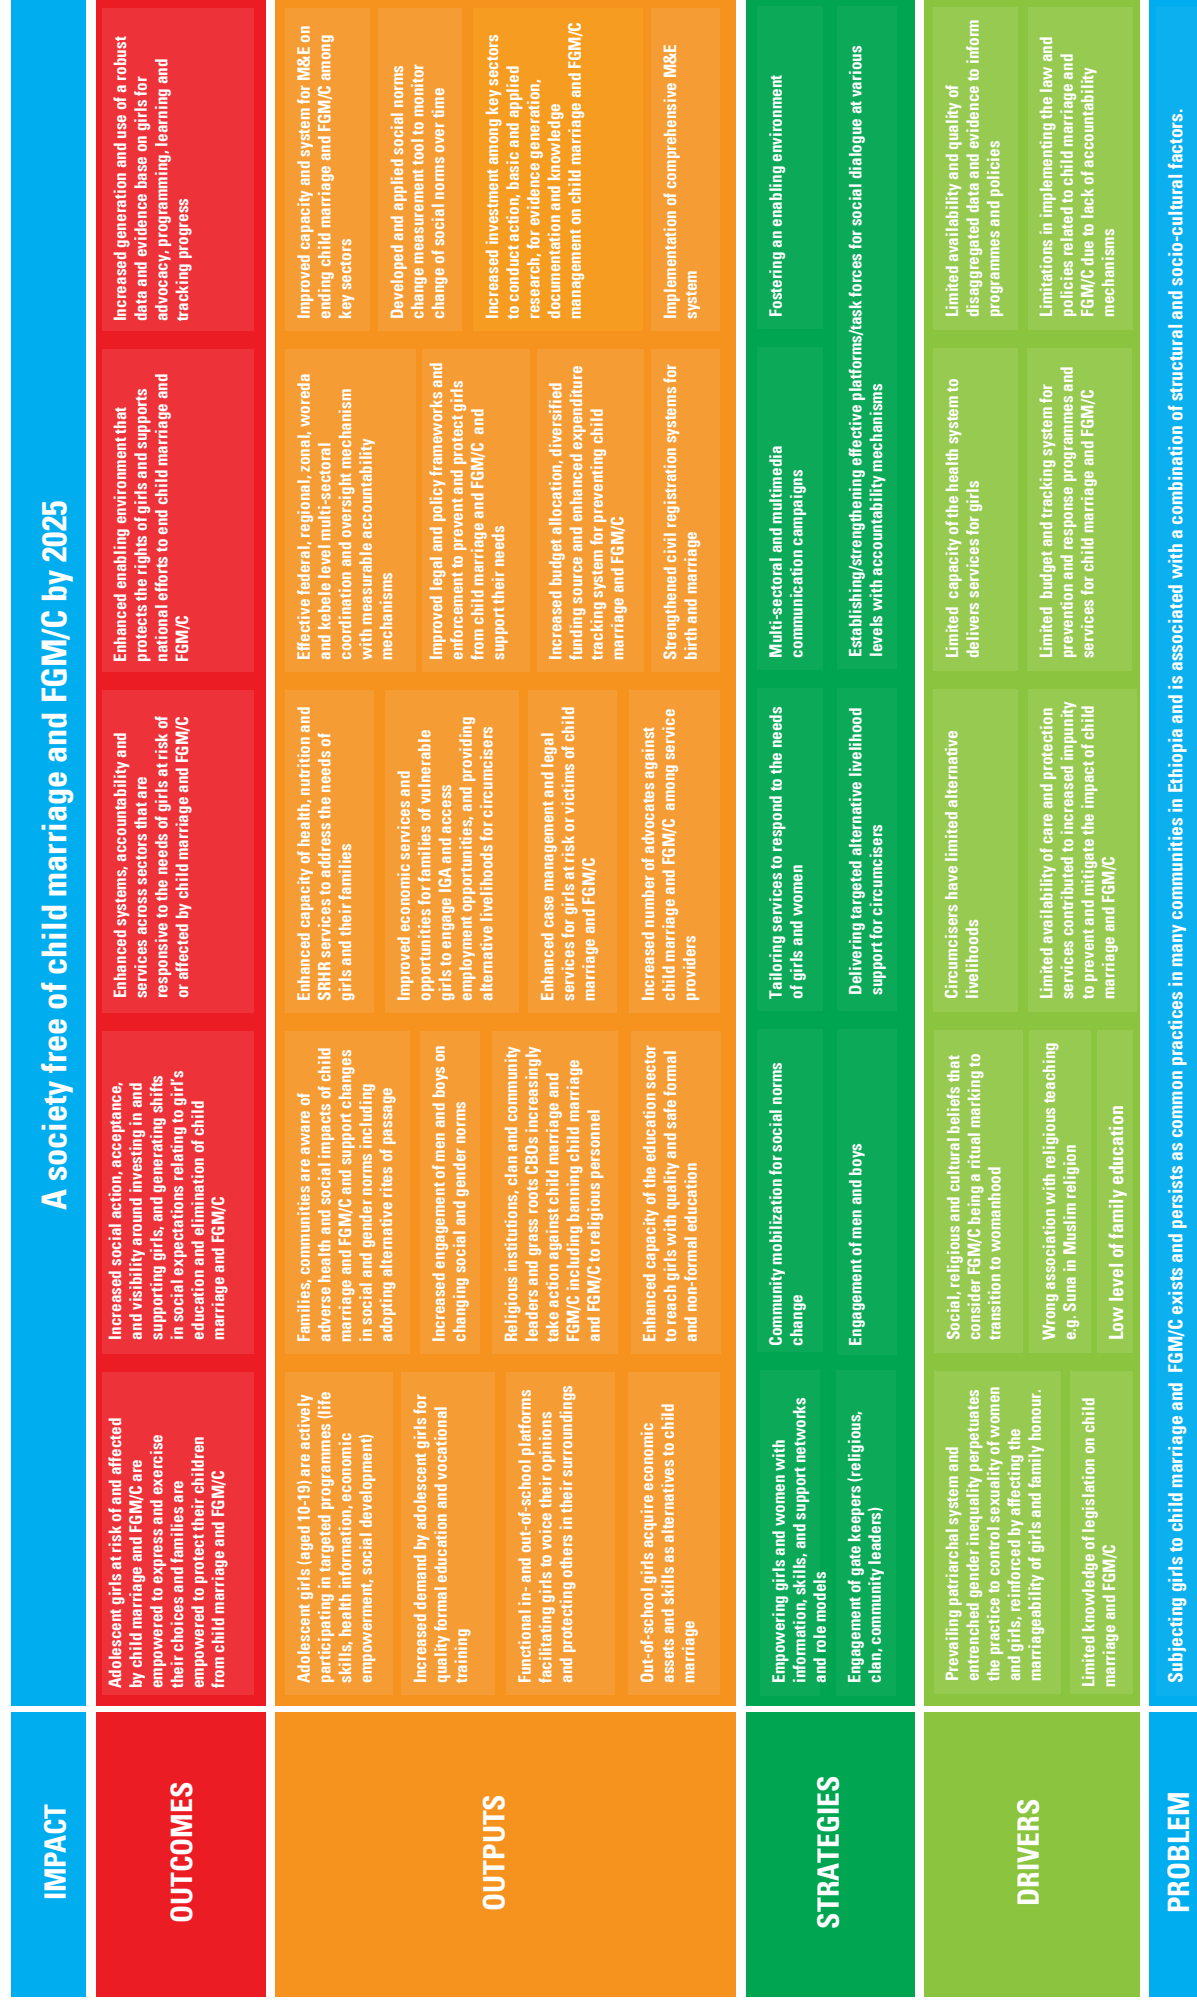 IMPACT
A society free of child marriage and FGM/C by 2025
OUTCOMES
Adolescent girls at risk of and affected
by child marriage and FGM/C are
empowered to express and exercise
their choices and families are
empowered to protect their children
from child marriage and FGM/C
Increased social action, acceptance,
and visibility around investing in and
supporting girls, and generating shifts
in social expectations relating to girl's
education and elimination of child
marriage and FGM/C
Enhanced systems, accountability and
services across sectors that are
responsive to the needs of girls at risk of
or affected by child marriage and FGM/C
Enhanced enabling environment that
protects the rights of girls and supports
national efforts to end child marriage and
FGM/C
Increased generation and use of a robust
data and evidence base on girls for
advocacy, programming, learning and
tracking progress
OUTPUTS
Adolescent girls (aged 10-19) are actively
participating in targeted programmes (life
skills, health information, economic
empowerment, social development)
Increased demand by adolescent girls for
quality formal education and vocational
training
Functional in- and out-of-school platforms
facilitating girls to voice their opinions
and protecting others in their surroundings
Out-of-school girls acquire economic
assets and skills as alternatives to child
marriage
Families, communities are aware of
adverse health and social impacts of child
marriage and FGM/C and support changes
in social and gender norms including
adopting alternative rites of passage
Increased engagement of men and boys on
changing social and gender norms
Religious institutions, clan and community
leaders and grass roots CBOs increasingly
take action against child marriage and
FGM/C including banning child marriage
and FGM/C to religious personnel
Enhanced capacity of the education sector
to reach girls with quality and safe formal
and non-formal education
Enhanced capacity of health, nutrition and
SRHR services to address the needs of
girls and their families
Improved economic services and
opportunities for families of vulnerable
girls to engage IGA and access
employment opportunities, and providing
alternative livelihoods for circumcisers
Enhanced case management and legal
services for girls at risk or victims of child
marriage and FGM/C
Increased number of advocates against
child marriage and FGM/C among service
providers
Effective federal, regional, zonal, woreda
and kebele level multi-sectoral
coordination and oversight mechanism
with measurable accountability
mechanisms
Improved legal and policy frameworks and
enforcement to prevent and protect girls
from child marriage and FGM/C and
support their needs
Increased budget allocation, diversified
funding source and enhanced expenditure
tracking system for preventing child
marriage and FGM/C
Strengthened civil registration systems for
birth and marriage
Improved capacity and system for M&E on
ending child marriage and FGM/C among
key sectors
Developed and applied social norms
change measurement tool to monitor
change of social norms over time
Increased investment among key sectors
to conduct action, basic and applied
research, for evidence generation,
documentation and knowledge
management on child marriage and FGM/C
Implementation of comprehensive M&E
system
STRATEGIES
Empowering girls and women with
information, skills, and support networks
and role models
Engagement of gate keepers (religious,
clan, community leaders)
Community mobilization for social norms
change
Engagement of men and boys
Tailoring services to respond to the needs
of girls and women
Delivering targeted alternative livelihood
support for circumcisers
Multi-sectoral and multimedia
communication campaigns
Fostering an enabling environment
Establishing/strengthening effective platforms/task forces for social dialogue at various
levels with accountability mechanisms
DRIVERS
Prevailing patriarchal system and
entrenched gender inequality perpetuates
the practice to control sexuality of women
and girls, reinforced by affecting the
marriageability of girls and family honour.
Limited knowledge of legislation on child
marriage and FGM/C
Social, religious and cultural beliefs that
consider FGM/C being a ritual marking to
transition to womanhood
Wrong association with religious teaching
e.g. Suna in Muslim religion
Low level of family education
Circumcisers have limited alternative
livelihoods
Limited availability of care and protection
services contributed to increased impunity
to prevent and mitigate the impact of child
marriage and FGM/C
Limited capacity of the health system to
delivers services for girls
Limited budget and tracking system for
prevention and response programmes and
services for child marriage and FGM/C
Limited availability and quality of
disaggregated data and evidence to inform
programmes and policies
Limitations in implementing the law and
policies related to child marriage and
FGM/C due to lack of accountability
mechanisms
PROBLEM
Subjecting girls to child marriage and FGM/C exists and persists as common practices in many communities in Ethiopia and is associated with a combination of structural and socio-cultural factors.